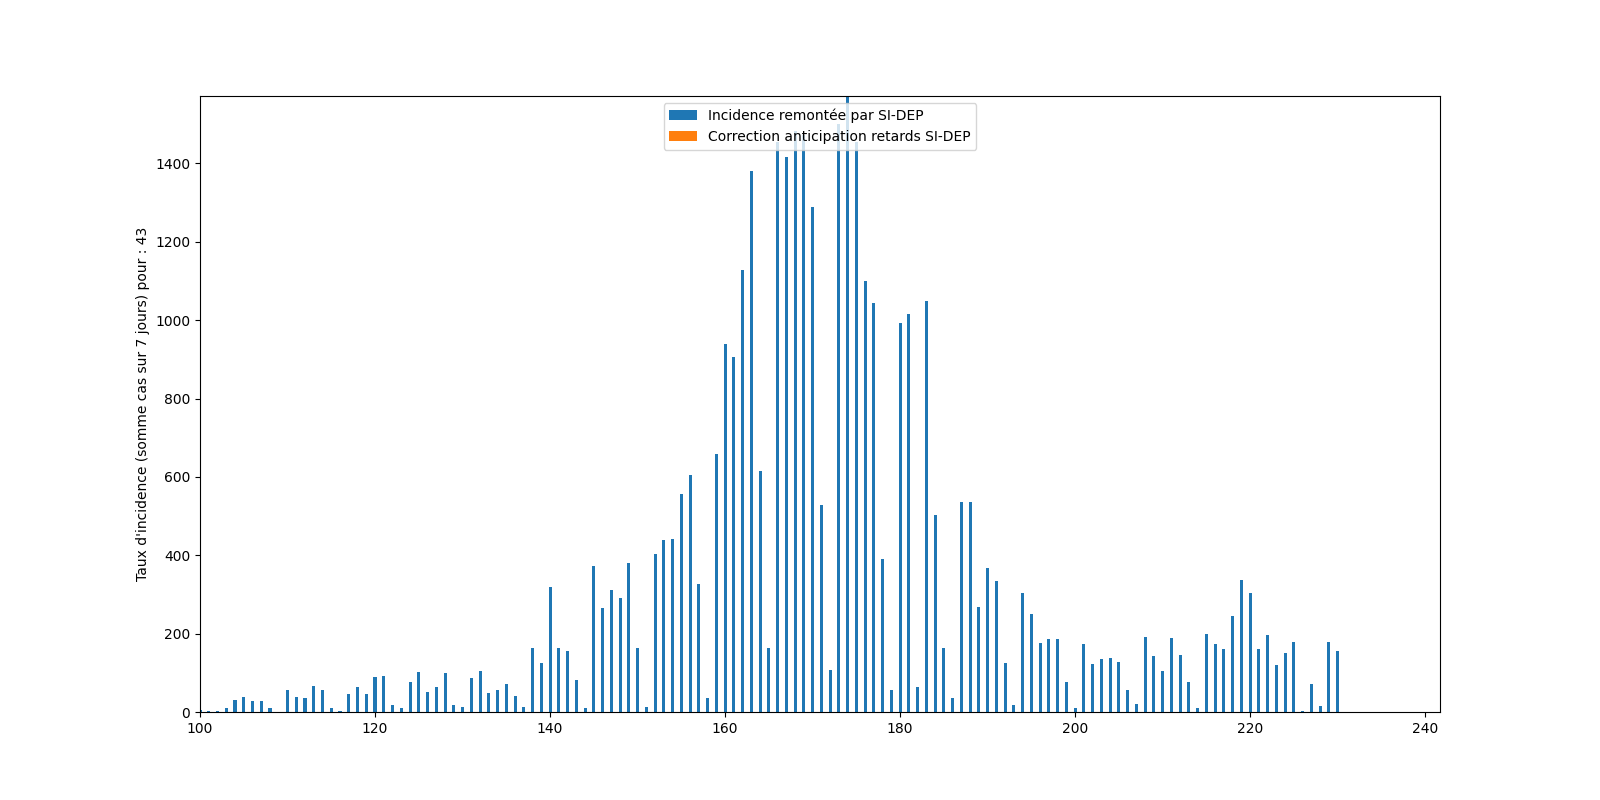 Incidence remontée par SI-DEP
Correction anticipation retards SI-DEP
Taux d'incidence (somme cas sur 7 jours) pour : 43
1400
1200
1000
800
600
400
200
0
100 120 140 160 180 200 220 240